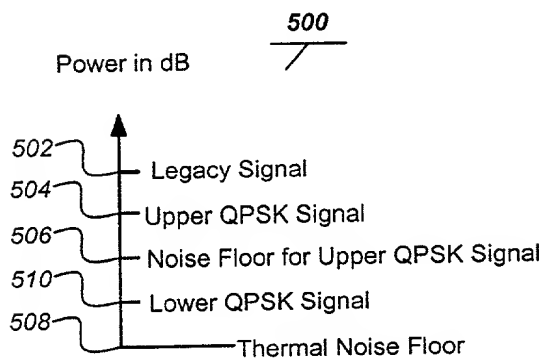 500
Power in dB
502
Legacy Signal
504
Upper QPSK Signal
506
Noise Floor for Upper QPSK Signal
510
Lower QPSK Signal
508
Thermal Noise Floor